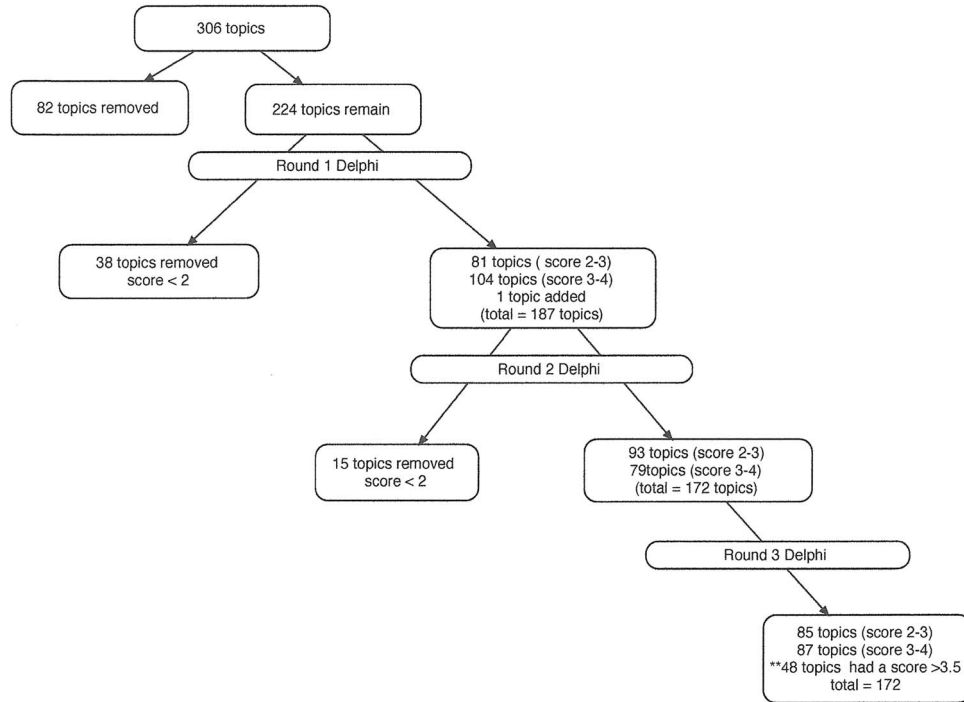 306 topics
82 topics removed
224 topics remain
Round 1 Delphi
38 topics removed
score < 2
81 topics ( score 2-3)
104 topics (score 3-4)
1 topic added
(total = 187 topics)
Round 2 Delphi
15 topics removed
score < 2
93 topics (score 2-3)
79topics (score 3-4)
(total = 172 topics)
Round 3 Delphi
85 topics (score 2-3)
87 topics (score 3-4)
**48 topics had a score >3.5
total = 172